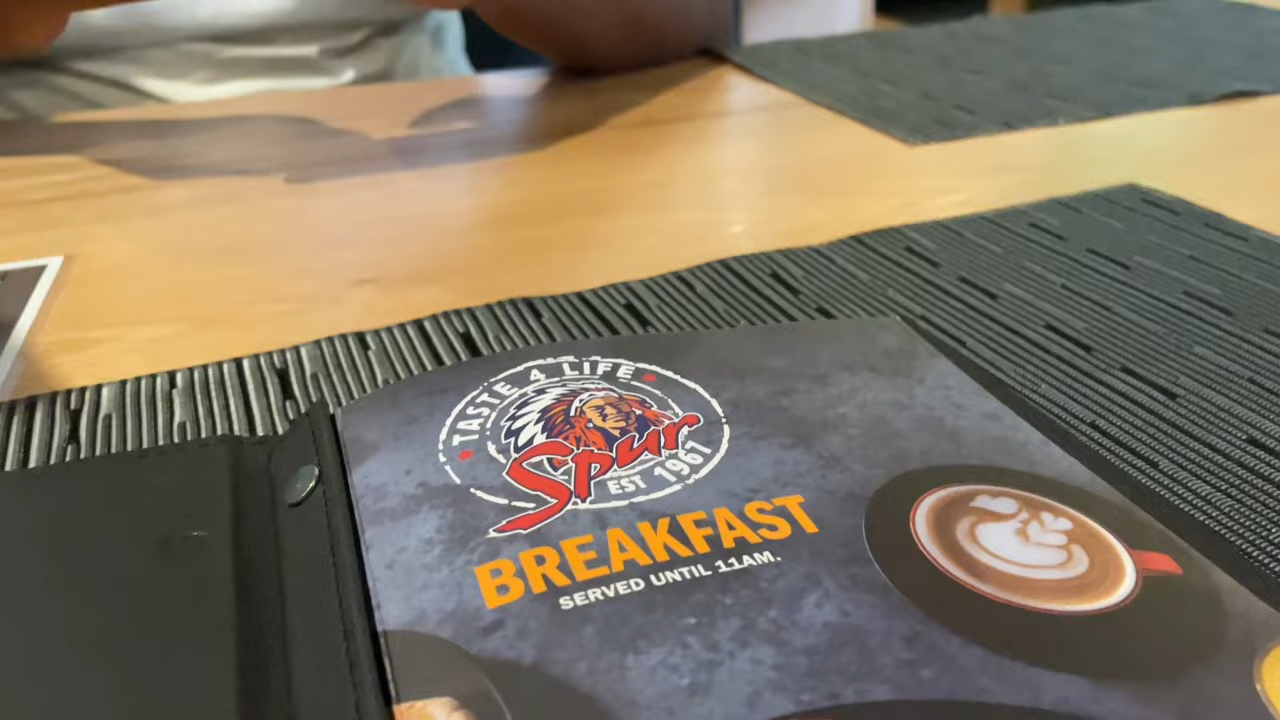 TASTE 4 LIFE
Spur
EST 1967
BREAKFAST
SERVED UNTIL 11AM.